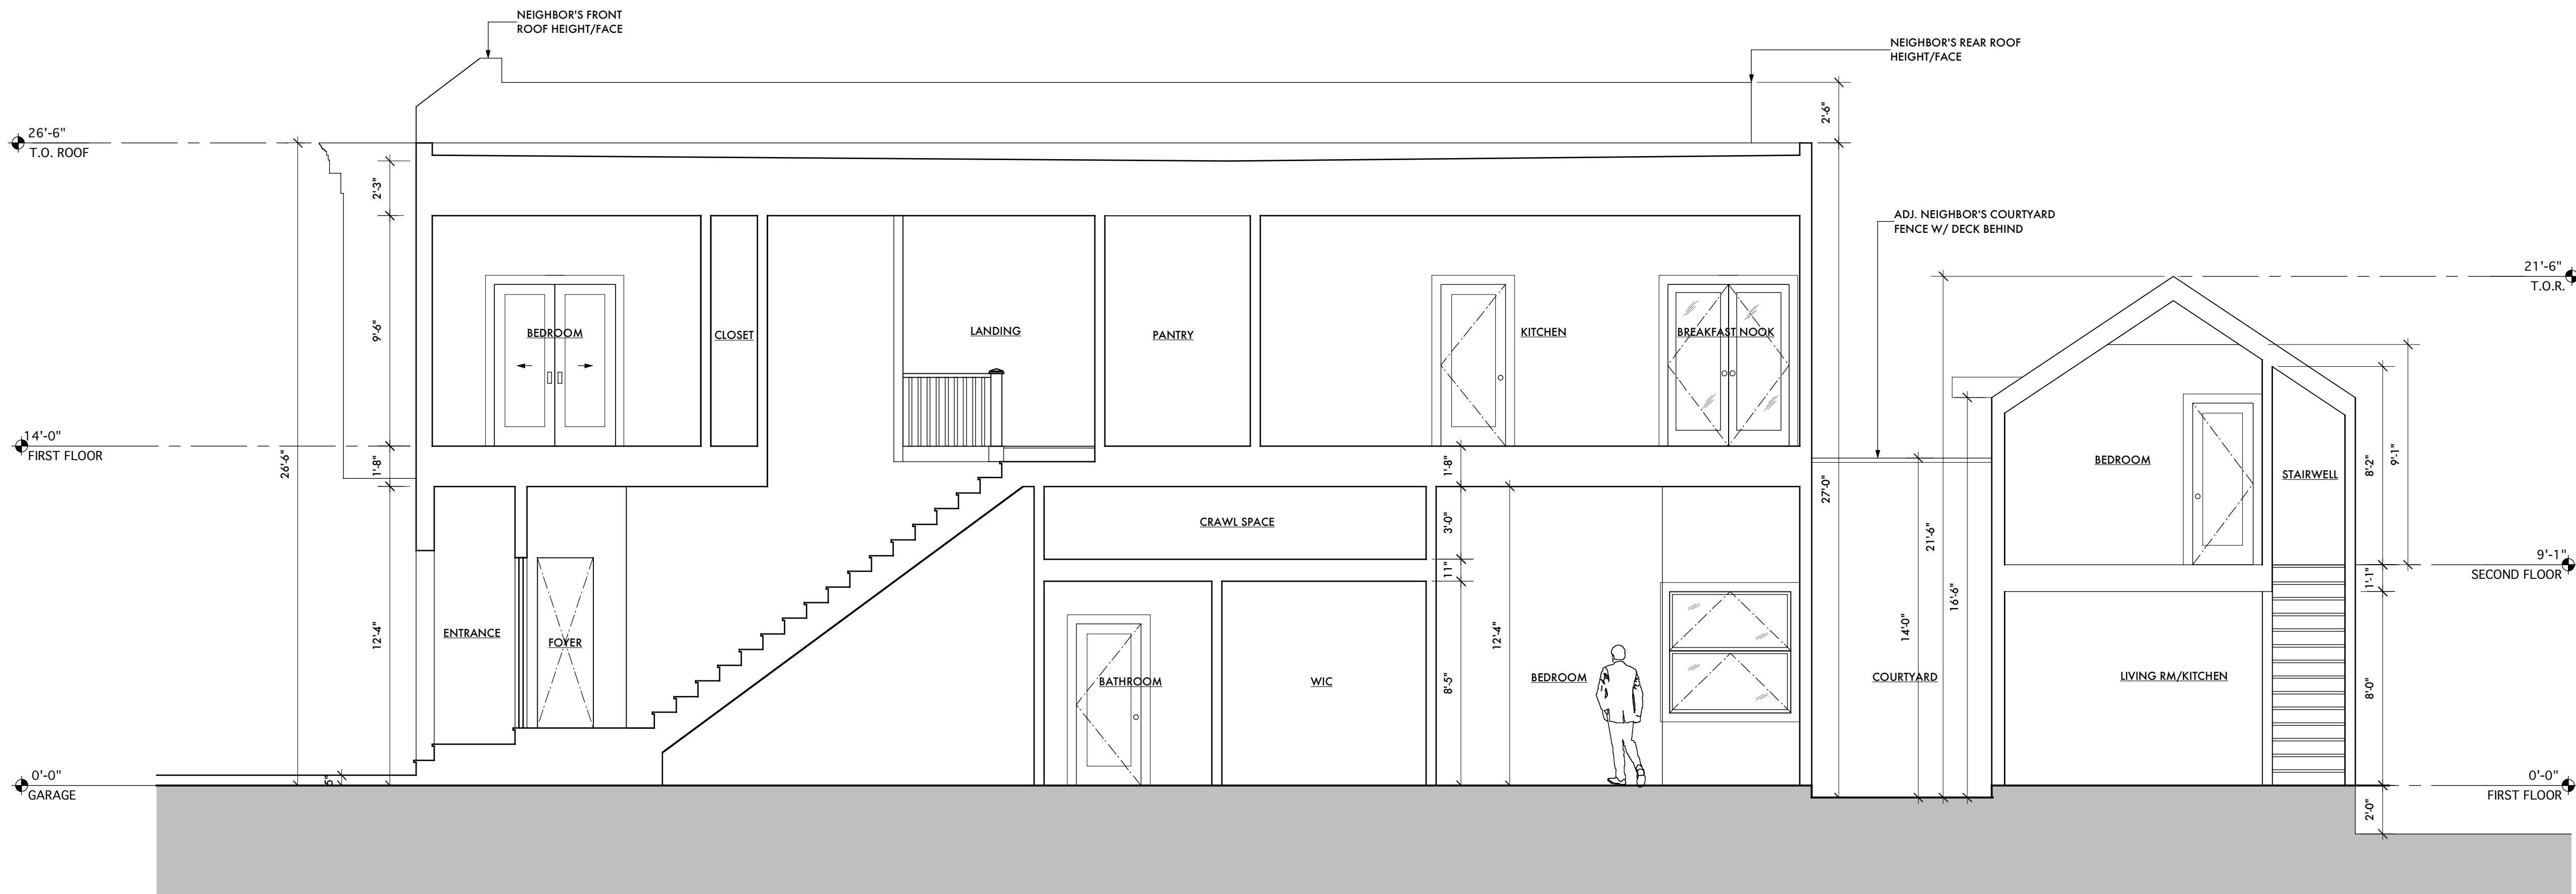 NEIGHBOR'S FRONT
ROOF HEIGHT/FACE
NEIGHBOR'S REAR ROOF
HEIGHT/FACE
2'-6"
26'-6"
T.O. ROOF
2'-3"
ADJ. NEIGHBOR'S COURTYARD
FENCE W/ DECK BEHIND
21'-6"
T.O.R.
9'-6"
BEDROOM
CLOSET
LANDING
PANTRY
KITCHEN
BREAKFAST NOOK
14'-0"
FIRST FLOOR
26'-6"
1'-8"
1'-8"
27'-0"
BEDROOM
STAIRWELL
8'-2"
9'-1"
CRAWL SPACE
3'-0"
11"
21'-6"
9'-1"
SECOND FLOOR
1'-1"
16'-6"
12'-4"
ENTRANCE
FOYER
12'-4"
14'-0"
BATHROOM
WIC
8'-5"
BEDROOM
COURTYARD
LIVING RM/KITCHEN
8'-0"
0'-0"
GARAGE
5"
0'-0"
FIRST FLOOR
2'-0"